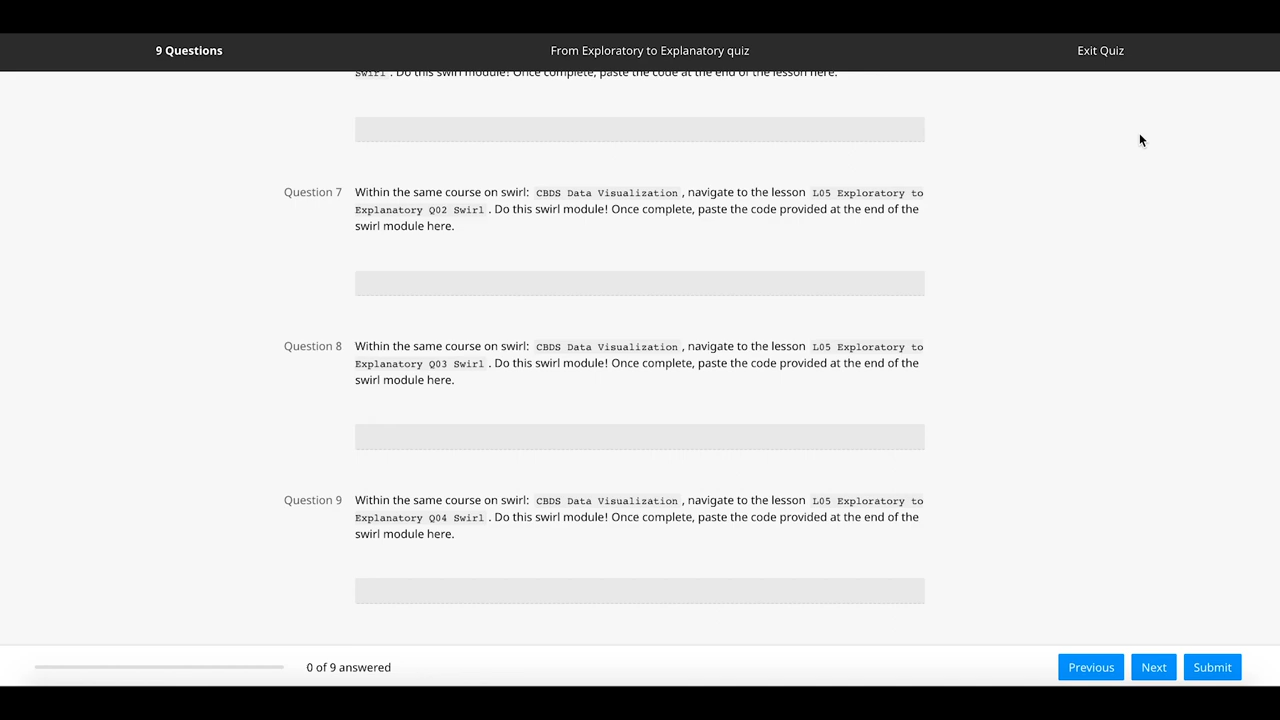 9 Questions
From Exploratory to Explanatory quiz
Exit Quiz
Swirl . Do this swirl module! Once complete, paste the code at the end of the lesson here.
Question 7
Within the same course on swirl: CBDS Data Visualization , navigate to the lesson L05 Exploratory to
Explanatory Q02 Swirl . Do this swirl module! Once complete, paste the code provided at the end of the
swirl module here.
Question 8
Within the same course on swirl: CBDS Data Visualization , navigate to the lesson L05 Exploratory to
Explanatory Q03 Swirl . Do this swirl module! Once complete, paste the code provided at the end of the
swirl module here.
Question 9
Within the same course on swirl: CBDS Data Visualization , navigate to the lesson L05 Exploratory to
Explanatory Q04 Swirl . Do this swirl module! Once complete, paste the code provided at the end of the
swirl module here.
0 of 9 answered
Previous
Next
Submit